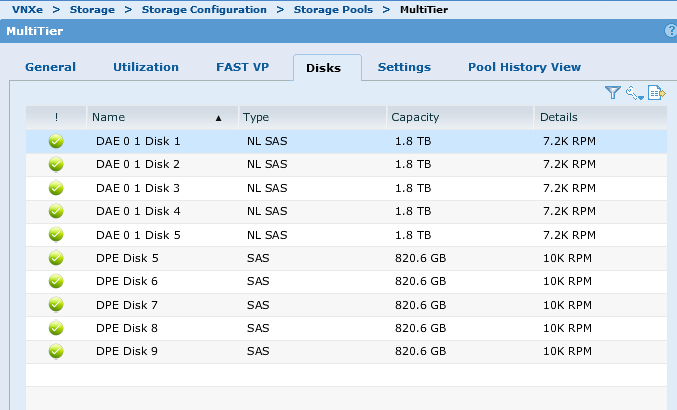 VNXe > Storage > Storage Configuration > Storage Pools > MultiTier
MultiTier ?
General Utilization FAST VP Disks Settings Pool History View
! Name ▲ Type Capacity Details
DAE 0 1 Disk 1 NL SAS 1.8 TB 7.2K RPM
DAE 0 1 Disk 2 NL SAS 1.8 TB 7.2K RPM
DAE 0 1 Disk 3 NL SAS 1.8 TB 7.2K RPM
DAE 0 1 Disk 4 NL SAS 1.8 TB 7.2K RPM
DAE 0 1 Disk 5 NL SAS 1.8 TB 7.2K RPM
DPE Disk 5 SAS 820.6 GB 10K RPM
DPE Disk 6 SAS 820.6 GB 10K RPM
DPE Disk 7 SAS 820.6 GB 10K RPM
DPE Disk 8 SAS 820.6 GB 10K RPM
DPE Disk 9 SAS 820.6 GB 10K RPM